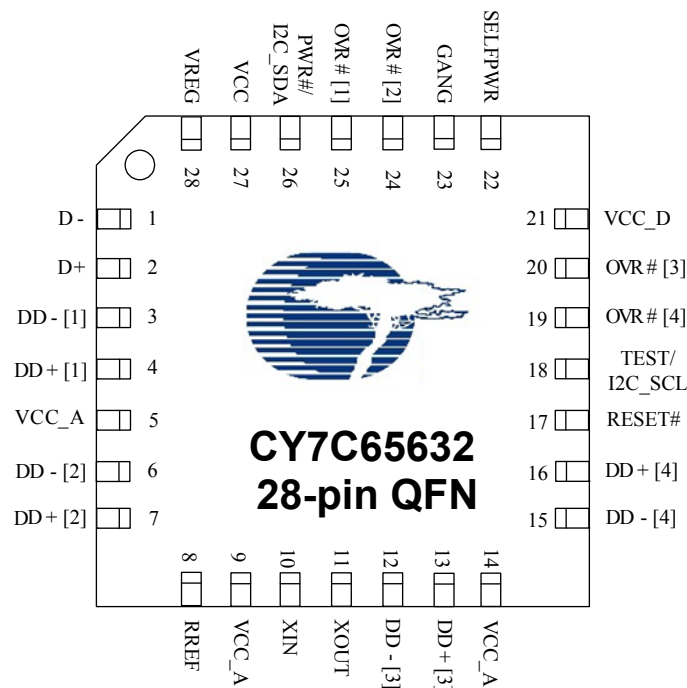 VREG
VCC
PWR#/
I2C_SDA
OVR# [1]
OVR# [2]
GANG
SELFPWR
28
27
26
25
24
23
22
D - 1
D+ 2
DD - [1] 3
DD + [1] 4
VCC_A 5
DD - [2] 6
DD + [2] 7
21 VCC_D
20 OVR# [3]
19 OVR# [4]
18 TEST/
I2C_SCL
17 RESET#
16 DD + [4]
15 DD - [4]
CY7C65632
28-pin QFN
8
9
10
11
12
13
14
RREF
VCC_A
XIN
XOUT
DD - [3]
DD + [3]
VCC_A